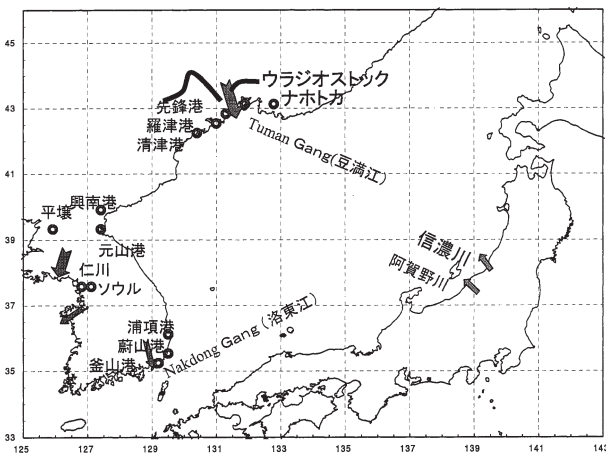 45
43
41
39
37
35
33
125
127
129
131
133
135
137
139
141
143
ウラジオストック
ナホトカ
先鋒港
羅津港
清津港
Tuman Gang(豆満江)
興南港
平壌
元山港
仁川
ソウル
信濃川
阿賀野川
浦項港
蔚山港
釜山港
Nakdong Gang (洛東江)